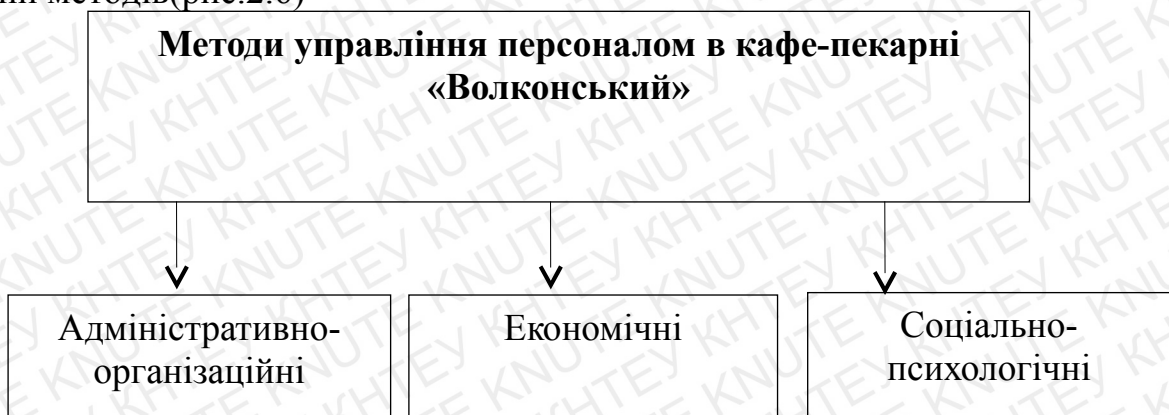 методів(рис.2.6)
Методи управління персоналом в кафе-пекарні
«Волконський»
Адміністративно-
організаційні
Економічні
Соціально-
психологічні